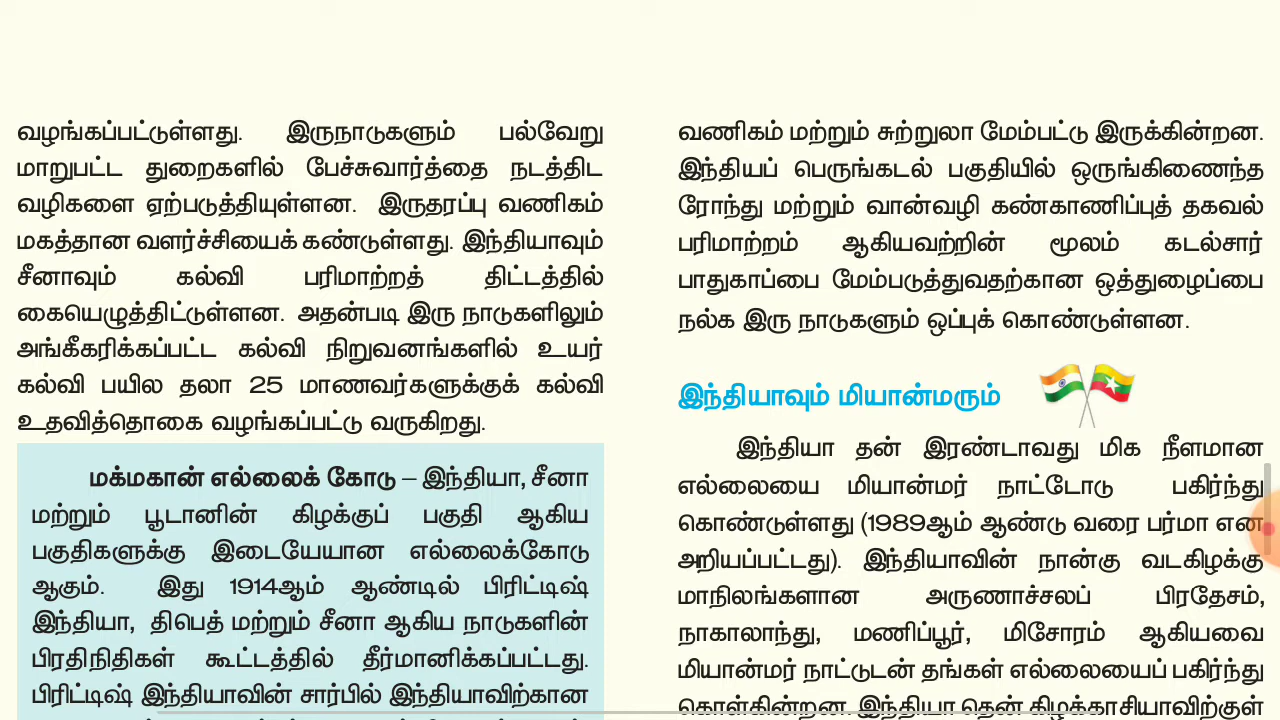 வழங்கப்பட்டுள்ளது. இருநாடுகளும் பல்வேறு
மாறுபட்ட துறைகளில் பேச்சுவார்த்தை நடத்திட
வழிகளை ஏற்படுத்தியுள்ளன. இருதரப்பு வணிகம்
மகத்தான வளர்ச்சியைக் கண்டுள்ளது. இந்தியாவும்
சீனாவும் கல்வி பரிமாற்றத் திட்டத்தில்
கையெழுத்திட்டுள்ளன. அதன்படி இரு நாடுகளிலும்
அங்கீகரிக்கப்பட்ட கல்வி நிறுவனங்களில் உயர்
கல்வி பயில தலா 25 மாணவர்களுக்குக் கல்வி
உதவித்தொகை வழங்கப்பட்டு வருகிறது.
மக்மகான் எல்லைக் கோடு – இந்தியா, சீனா
மற்றும் பூடானின் கிழக்குப் பகுதி ஆகிய
பகுதிகளுக்கு இடையேயான எல்லைக்கோடு
ஆகும். இது 1914ஆம் ஆண்டில் பிரிட்டிஷ்
இந்தியா, திபெத் மற்றும் சீனா ஆகிய நாடுகளின்
பிரதிநிதிகள் கூட்டத்தில் தீர்மானிக்கப்பட்டது.
பிரிட்டிஷ் இந்தியாவின் சார்பில் இந்தியாவிற்கான
வணிகம் மற்றும் சுற்றுலா மேம்பட்டு இருக்கின்றன.
இந்தியப் பெருங்கடல் பகுதியில் ஒருங்கிணைந்த
ரோந்து மற்றும் வான்வழி கண்காணிப்புத் தகவல்
பரிமாற்றம் ஆகியவற்றின் மூலம் கடல்சார்
பாதுகாப்பை மேம்படுத்துவதற்கான ஒத்துழைப்பை
நல்க இரு நாடுகளும் ஒப்புக் கொண்டுள்ளன.
இந்தியாவும் மியான்மரும்
இந்தியா தன் இரண்டாவது மிக நீளமான
எல்லையை மியான்மர் நாட்டோடு பகிர்ந்து
கொண்டுள்ளது (1989ஆம் ஆண்டு வரை பர்மா என
அறியப்பட்டது). இந்தியாவின் நான்கு வடகிழக்கு
மாநிலங்களான அருணாச்சலப் பிரதேசம்,
நாகாலாந்து, மணிப்பூர், மிசோரம் ஆகியவை
மியான்மர் நாட்டுடன் தங்கள் எல்லையைப் பகிர்ந்து
கொள்கின்றன. இந்தியா தென் கிழக்காசியாவிற்குள்